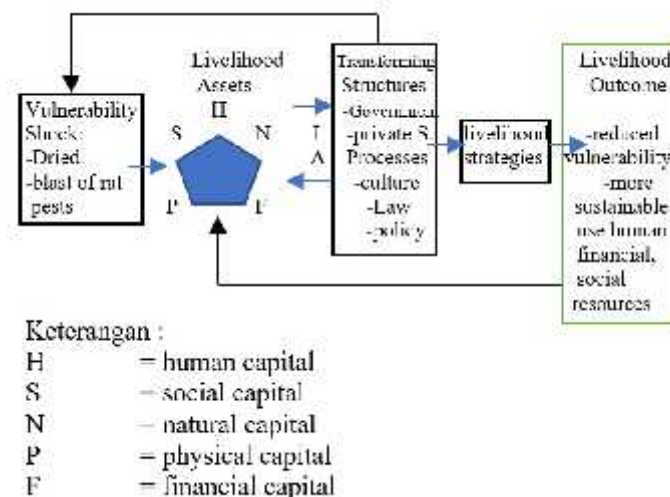 Vulnerability
Shock:
-Dried
-blast of rat
pests
Livelihood
Assets
H
S
N
P
F
I
A
Transforming
Structures
-Governmen
-private S.
Processes
-culture
-Law
-policy
livelihood
strategies
Livelihood
Outcome
-reduced
vulnerability
-more
sustainable
use human
financial,
social
resources
Keterangan :
H = human capital
S = social capital
N = natural capital
P = physical capital
F = financial capital